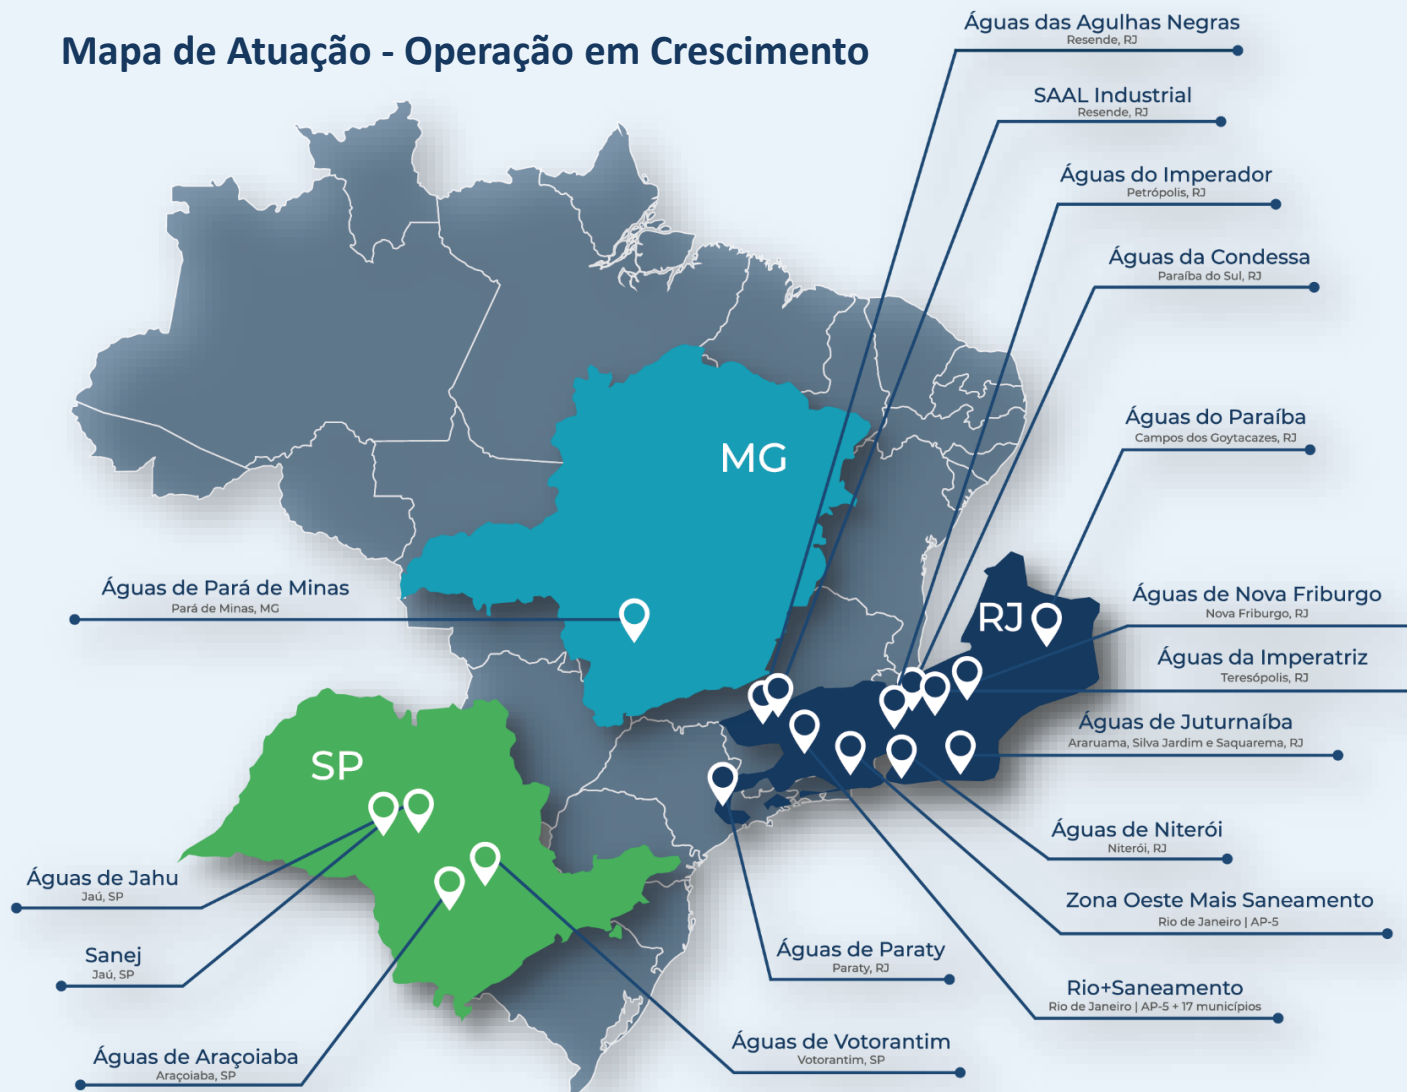 Mapa de Atuação - Operação em Crescimento
Águas das Agulhas Negras
Resende, RJ
SAAL Industrial
Resende, RJ
Águas do Imperador
Petrópolis, RJ
Águas da Condessa
Paraíba do Sul, RJ
Águas do Paraíba
Campos dos Goytacazes, RJ
MG
Águas de Pará de Minas
Pará de Minas, MG
RJ
Águas de Nova Friburgo
Nova Friburgo, RJ
Águas da Imperatriz
Teresópolis, RJ
Águas de Juturnaíba
Araruama, Silva Jardim e Saquarema, RJ
SP
Águas de Niterói
Niterói, RJ
Águas de Jahu
Jaú, SP
Zona Oeste Mais Saneamento
Rio de Janeiro | AP-5
Sanej
Jaú, SP
Águas de Paraty
Paraty, RJ
Rio+Saneamento
Rio de Janeiro | AP-5 + 17 municípios
Águas de Araçoiaba
Araçoiaba, SP
Águas de Votorantim
Votorantim, SP